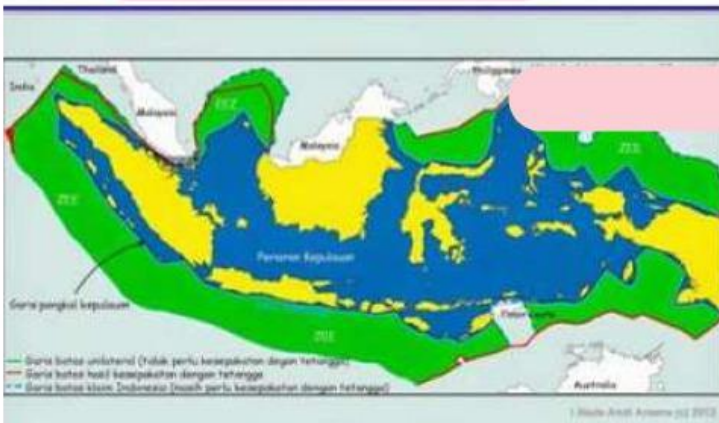 Thailand
Philippines
India
Malaysia
EEZ
Malaysia
ZEE
ZEE
Perairan Kepulauan
Garis pangkal kepulauan
Timor Leste
ZEE
Garis batas unilateral (tidak perlu kesepakatan dengan tetangga)
Garis batas hasil kesepakatan dengan tetangga
Garis batas klaim Indonesia (masih perlu kesepakatan dengan tetangga)
Australia
I Made Andi Arsana (c) 2012